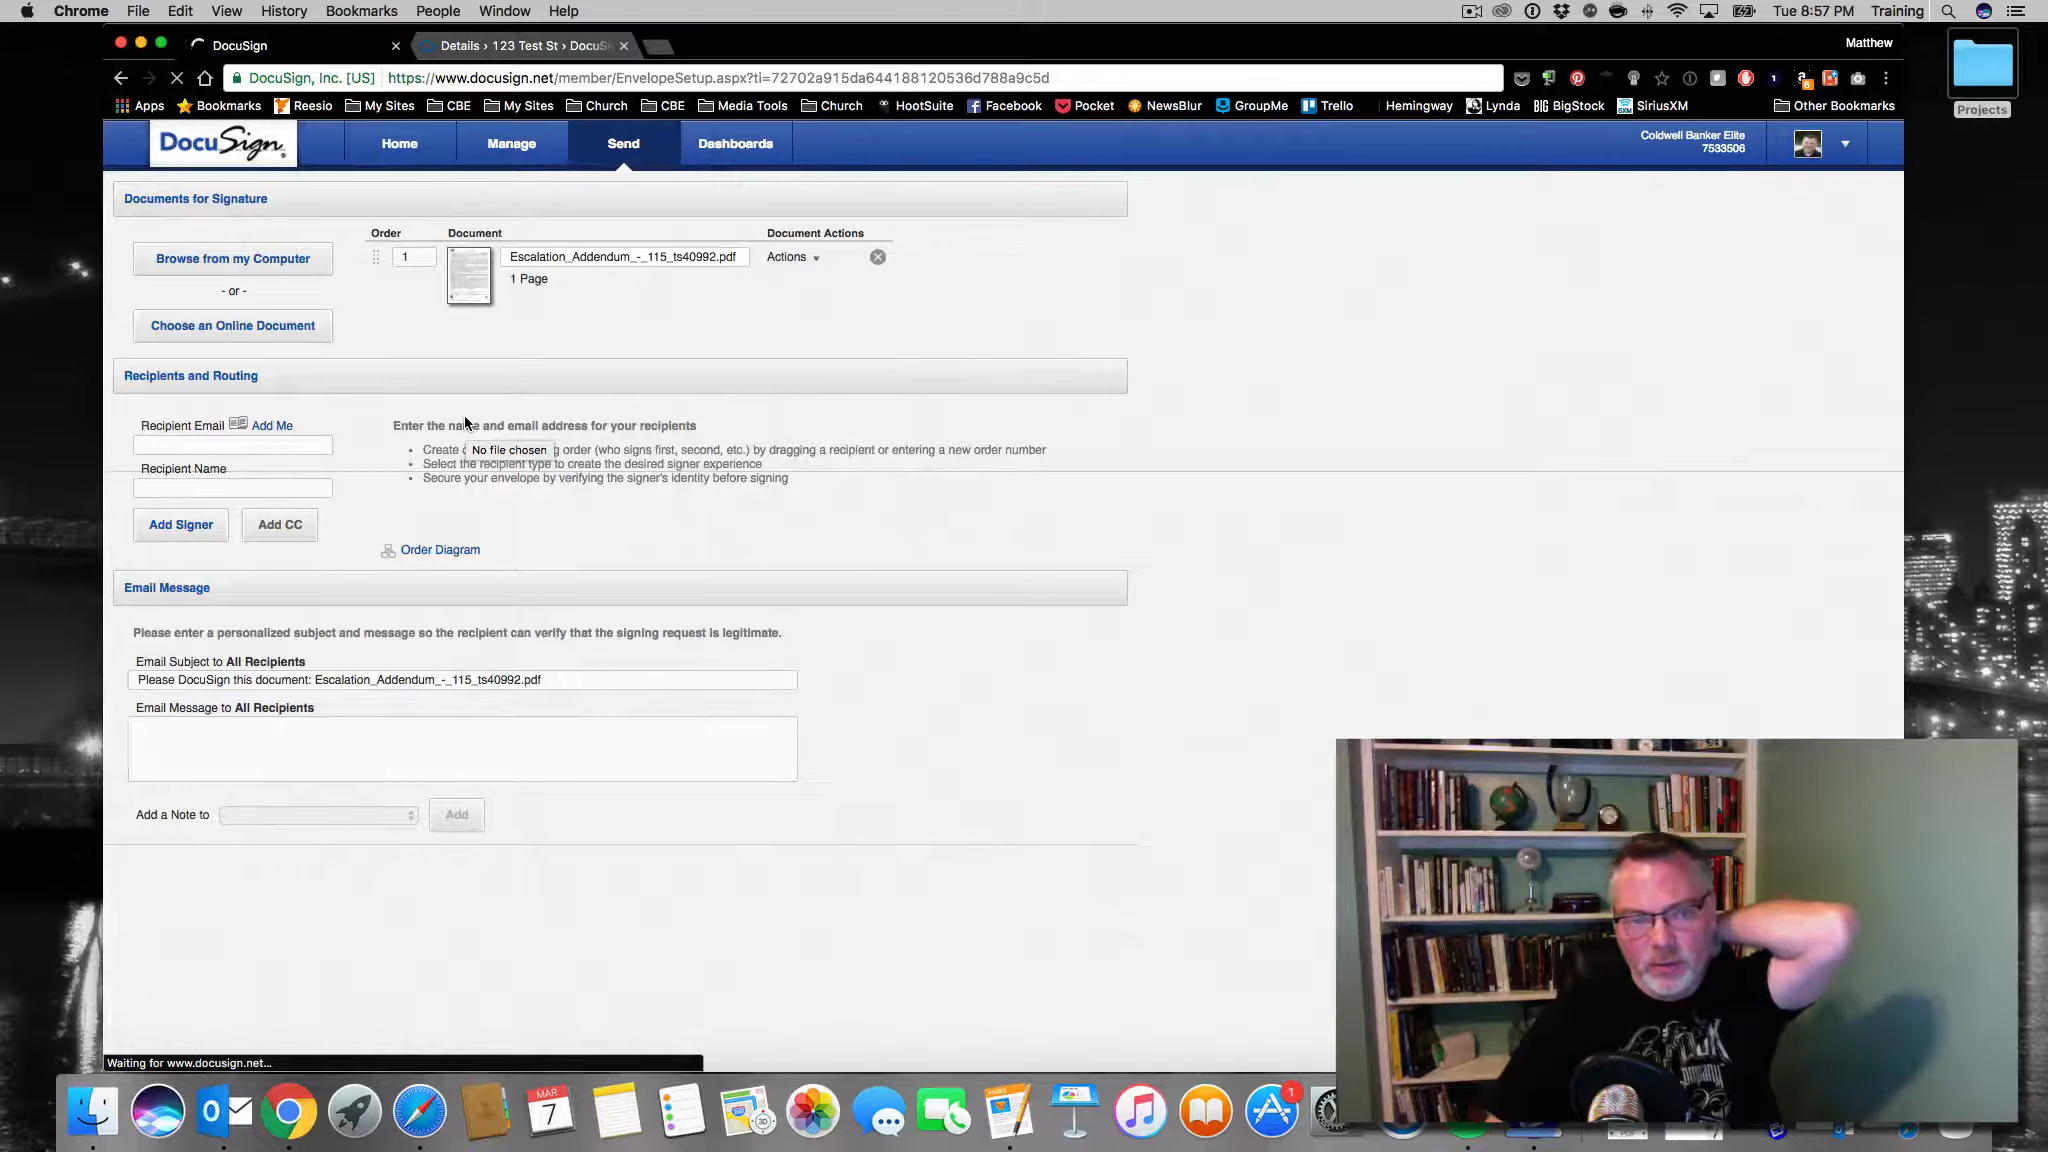 Chrome File Edit View History Bookmarks People Window Help Tue 8:57 PM Training
DocuSign Details › 123 Test St › DocuSi Matthew
DocuSign, Inc. [US] https://www.docusign.net/member/EnvelopeSetup.aspx?ti=72702a915da644188120536d788a9c5d
Apps Bookmarks Reesio My Sites CBE My Sites Church CBE Media Tools Church HootSuite Facebook Pocket NewsBlur GroupMe Trello Hemingway Lynda BIG BigStock SiriusXM Other Bookmarks
Projects
DocuSign Home Manage Send Dashboards
Coldwell Banker Elite
7533506
Documents for Signature
Order Document Document Actions
Browse from my Computer
1 Escalation_Addendum_-_115_ts40992.pdf Actions
1 Page
- or -
Choose an Online Document
Recipients and Routing
Recipient Email Add Me
Enter the name and email address for your recipients
No file chosen
Create g order (who signs first, second, etc.) by dragging a recipient or entering a new order number
Select the recipient type to create the desired signer experience
Secure your envelope by verifying the signer's identity before signing
Recipient Name
Add Signer Add CC
Order Diagram
Email Message
Please enter a personalized subject and message so the recipient can verify that the signing request is legitimate.
Email Subject to All Recipients
Please DocuSign this document: Escalation_Addendum_-_115_ts40992.pdf
Email Message to All Recipients
Add a Note to Add
Waiting for www.docusign.net...
MAR
7
1